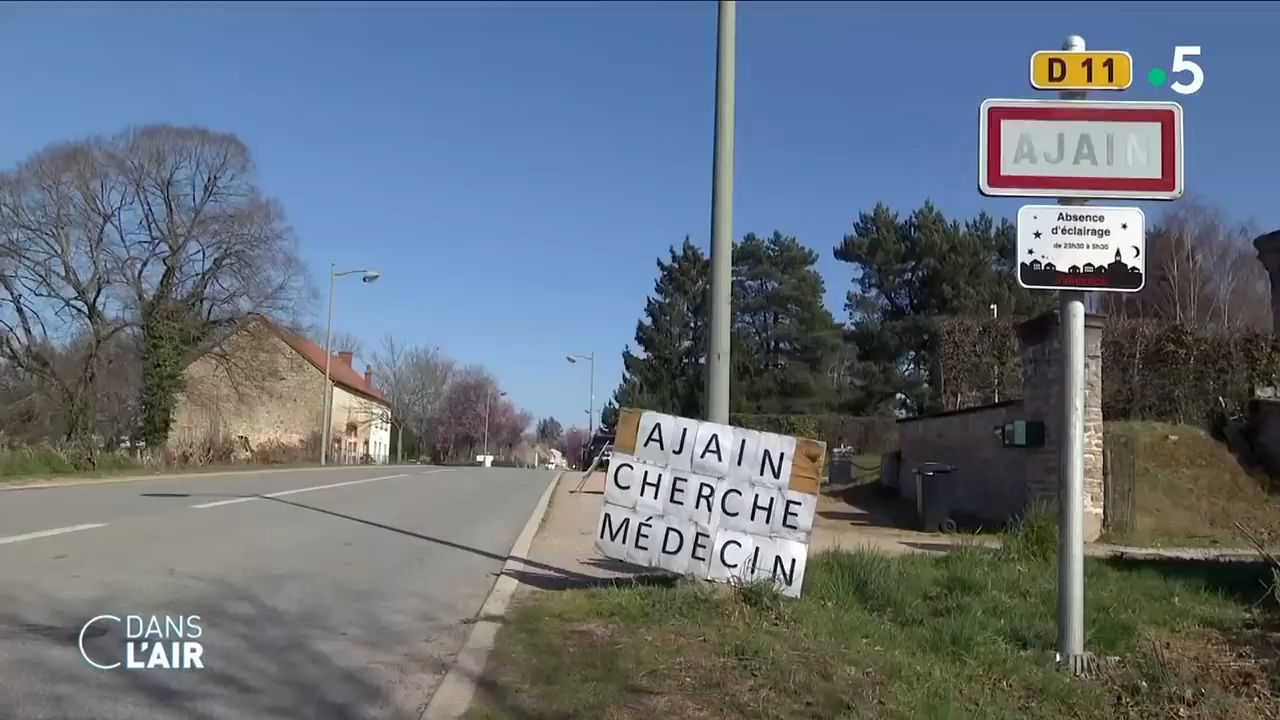 D 11
5
AJAIN
Absence
d'éclairage
de 23h30 à 5h30
AJAIN
CHERCHE
MÉDECIN
C DANS
L'AIR